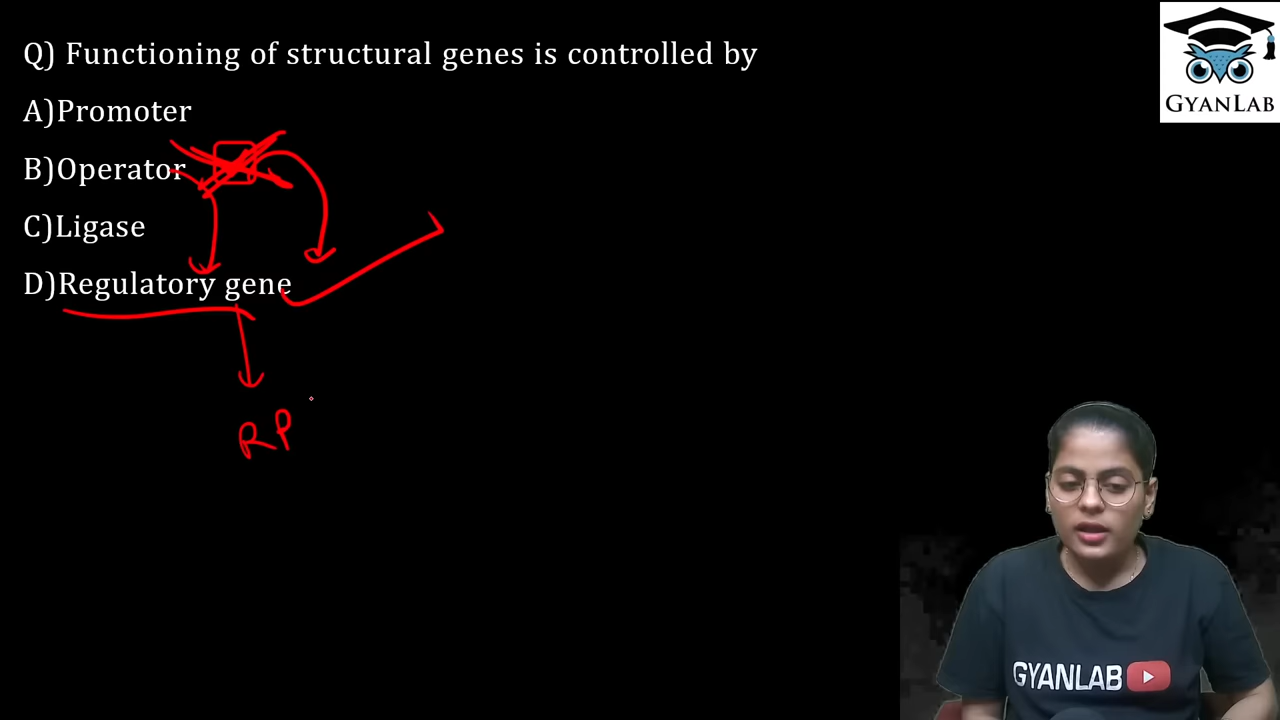 Q) Functioning of structural genes is controlled by
A)Promoter
B)Operator
C)Ligase
D)Regulatory gene
RP
GYANLAB
GYANLAB